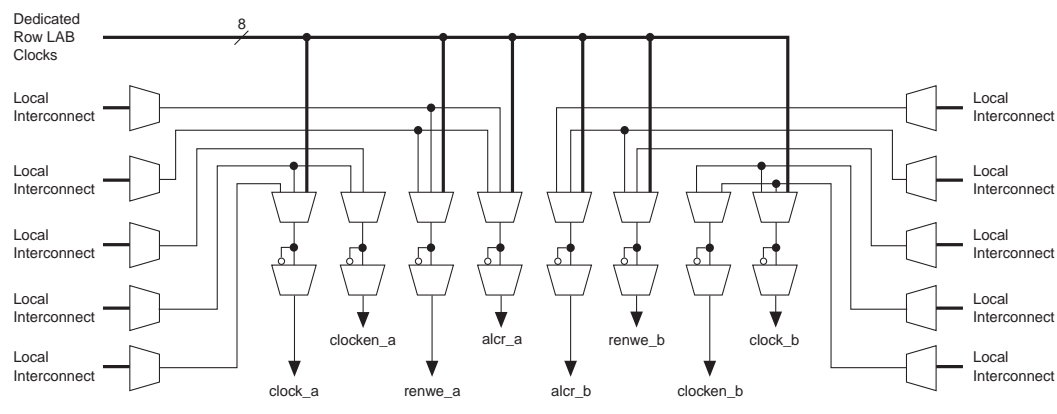 Dedicated
Row LAB
Clocks
8
Local
Interconnect
Local
Interconnect
Local
Interconnect
Local
Interconnect
Local
Interconnect
Local
Interconnect
Local
Interconnect
Local
Interconnect
Local
Interconnect
Local
Interconnect
clocken_a
alcr_a
renwe_b
clock_b
clock_a
renwe_a
alcr_b
clocken_b